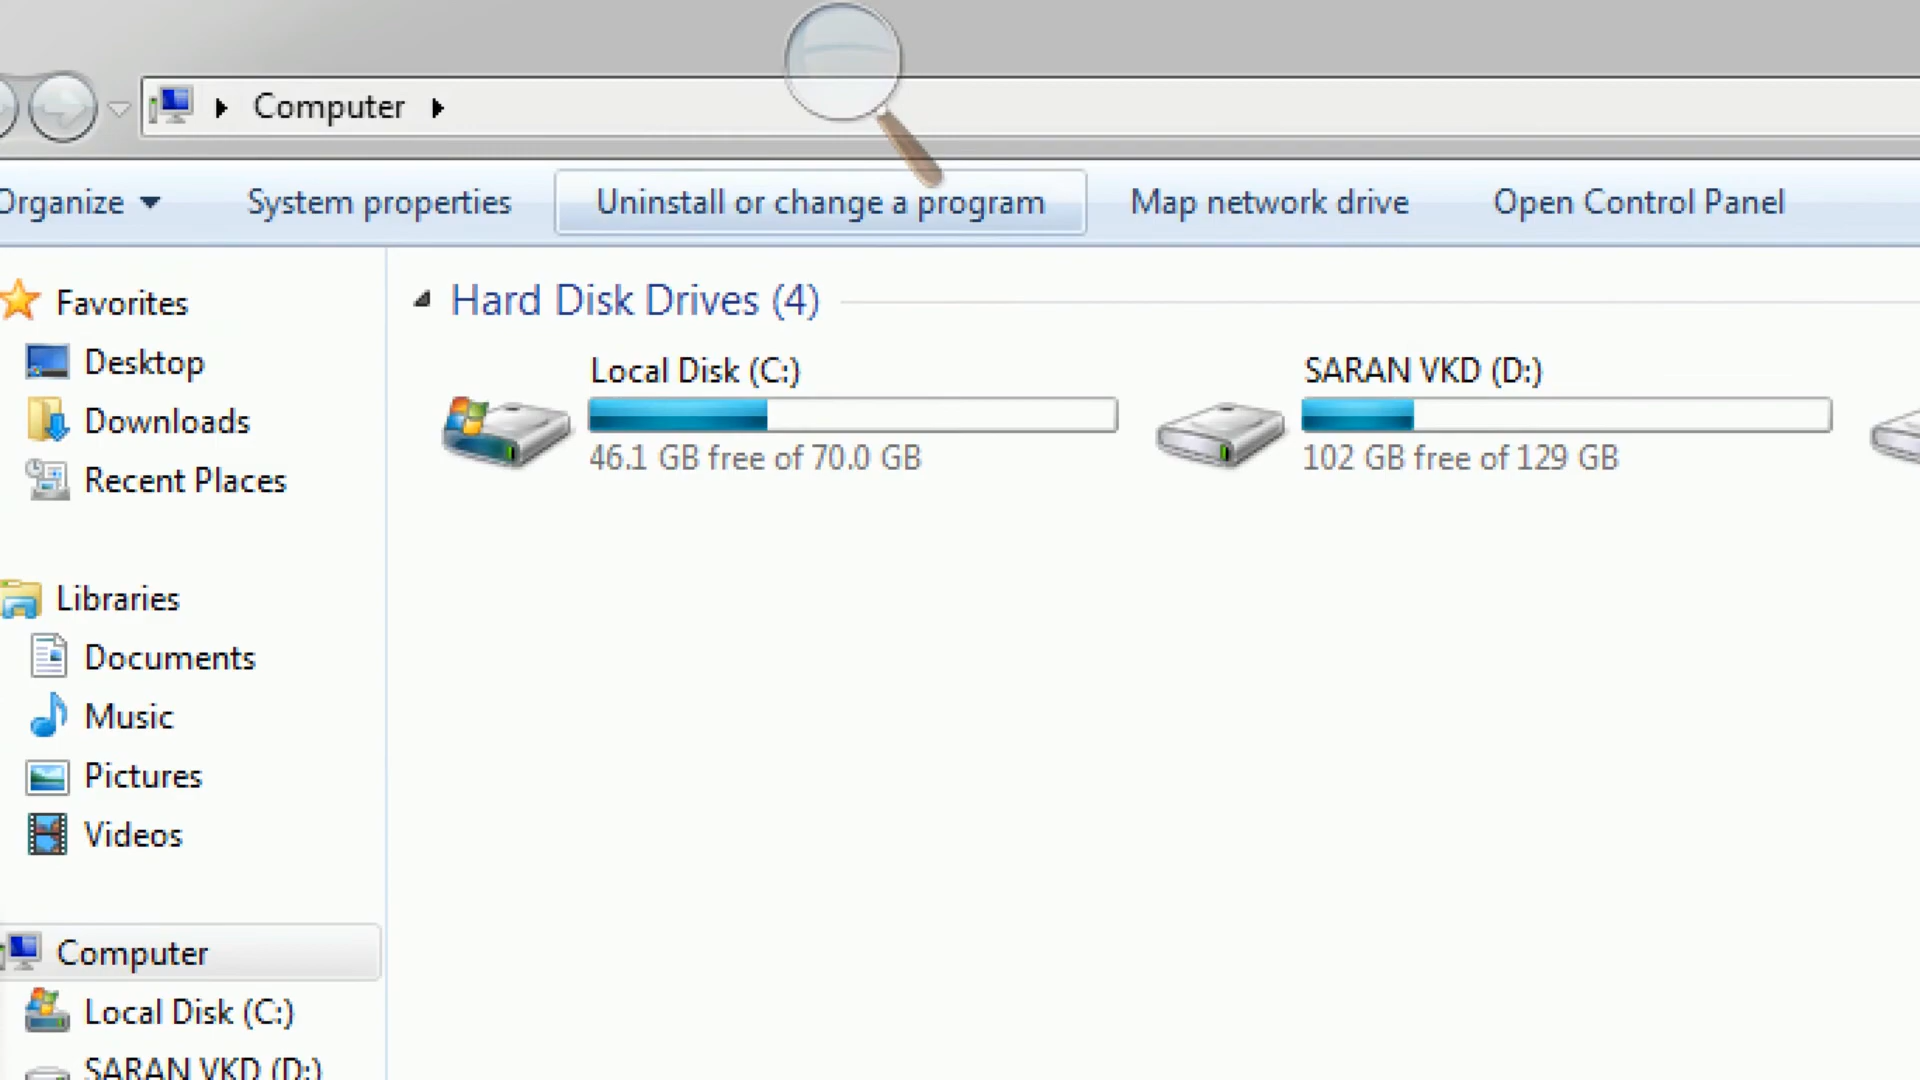 Computer
Organize
System properties
Uninstall or change a program
Map network drive
Open Control Panel
Favorites
Desktop
Downloads
Recent Places
Libraries
Documents
Music
Pictures
Videos
Computer
Local Disk (C:)
SARAN VKD (D:)
Hard Disk Drives (4)
Local Disk (C:)
46.1 GB free of 70.0 GB
SARAN VKD (D:)
102 GB free of 129 GB